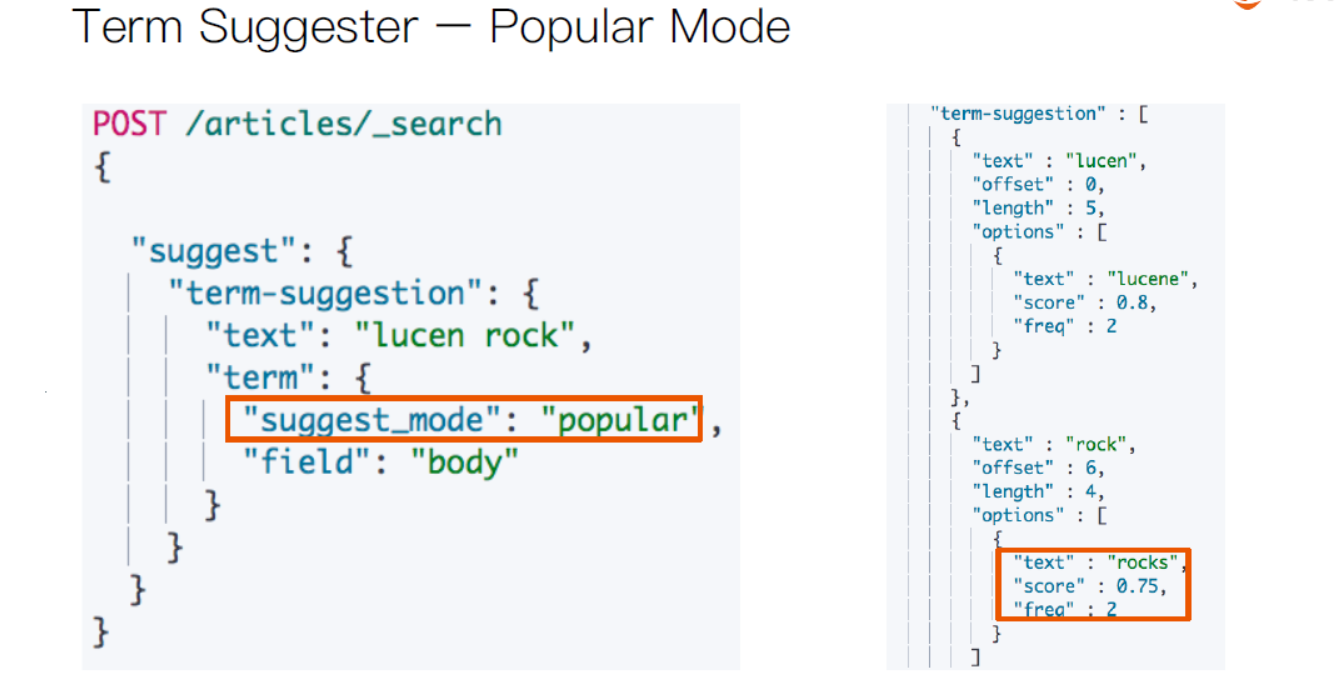 Term Suggester — Popular Mode
POST /articles/_search
{
"suggest": {
"term-suggestion": {
"text": "lucen rock",
"term": {
"suggest_mode": "popular",
"field": "body"
}
}
}
}
"term-suggestion" : [
{
"text" : "lucen",
"offset" : 0,
"length" : 5,
"options" : [
{
"text" : "lucene",
"score" : 0.8,
"freq" : 2
}
]
},
{
"text" : "rock",
"offset" : 6,
"length" : 4,
"options" : [
{
"text" : "rocks",
"score" : 0.75,
"freq" : 2
}
]